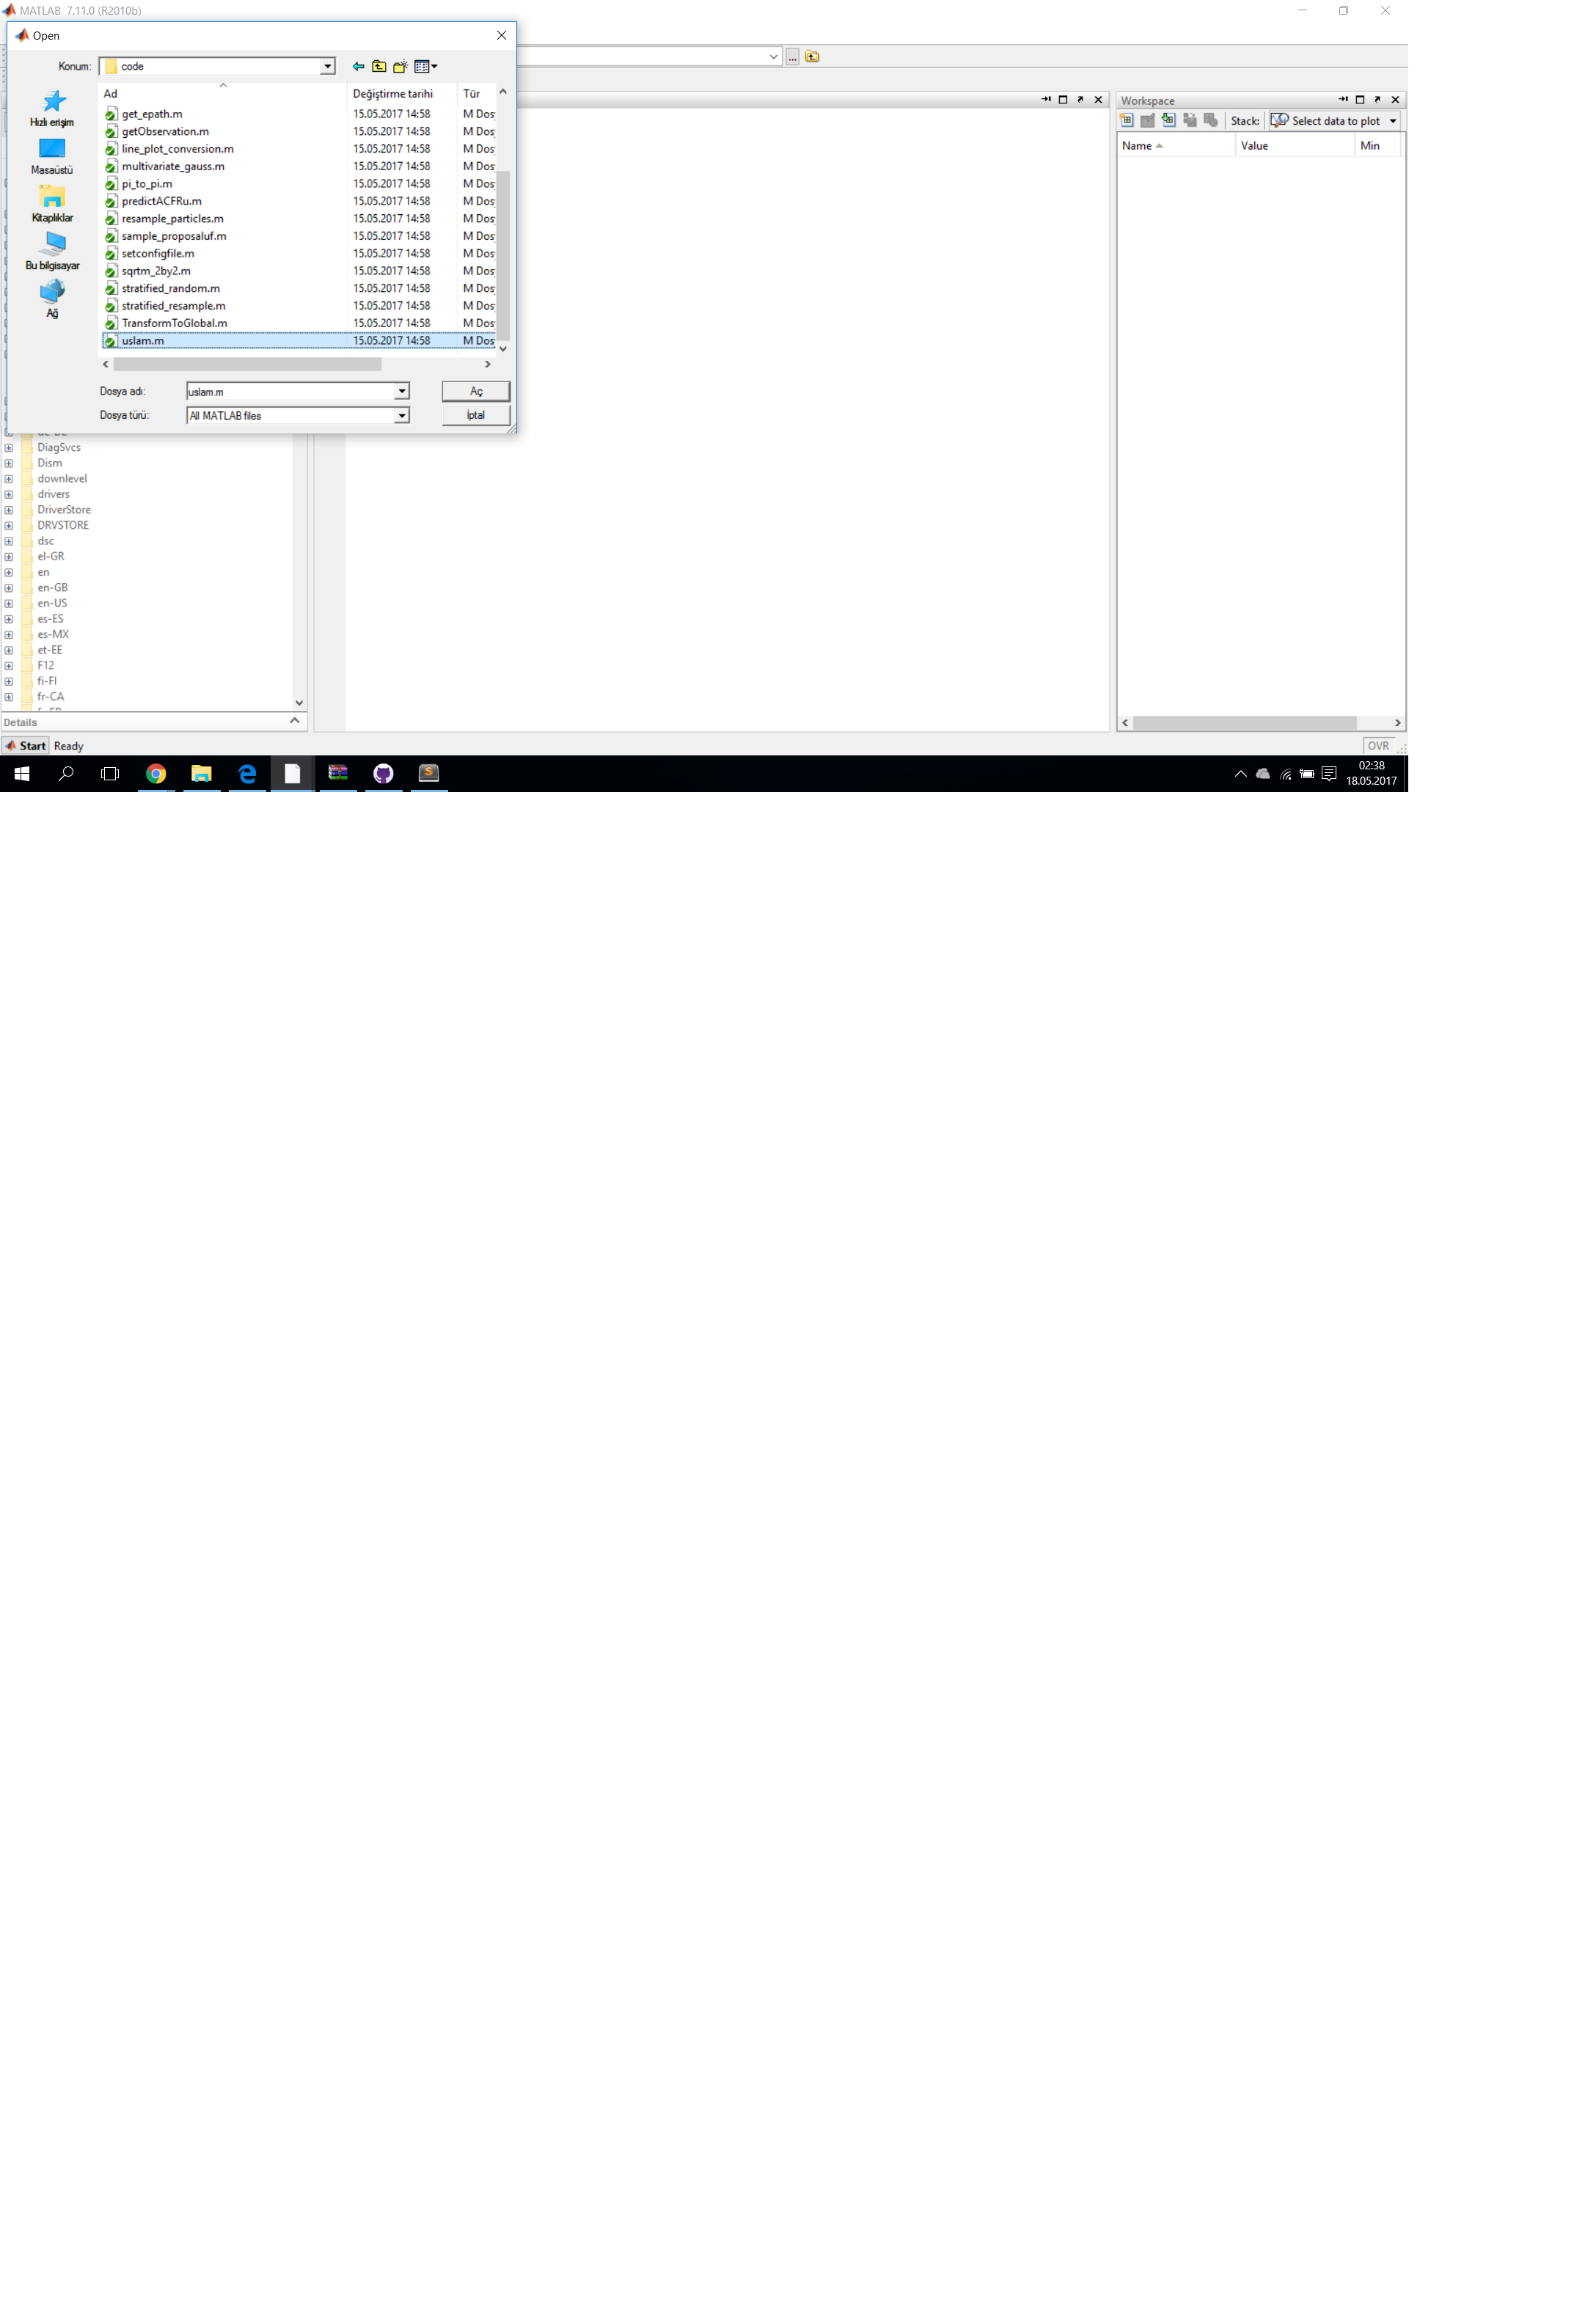 MATLAB 7.11.0 (R2010b)
Open
Konum: code
Ad Değiştirme tarihi Tür
get_epath.m 15.05.2017 14:58 M Dos
getObservation.m 15.05.2017 14:58 M Dos
line_plot_conversion.m 15.05.2017 14:58 M Dos
multivariate_gauss.m 15.05.2017 14:58 M Dos
pi_to_pi.m 15.05.2017 14:58 M Dos
predictACFRu.m 15.05.2017 14:58 M Dos
resample_particles.m 15.05.2017 14:58 M Dos
sample_proposaluf.m 15.05.2017 14:58 M Dos
setconfigfile.m 15.05.2017 14:58 M Dos
sqrtm_2by2.m 15.05.2017 14:58 M Dos
stratified_random.m 15.05.2017 14:58 M Dos
stratified_resample.m 15.05.2017 14:58 M Dos
TransformToGlobal.m 15.05.2017 14:58 M Dos
uslam.m 15.05.2017 14:58 M Dos
Hızlı erişim
Masaüstü
Kitaplıklar
Bu bilgisayar
Ağ
Dosya adı: uslam.m Aç
Dosya türü: All MATLAB files İptal
DiagSvcs
Dism
downlevel
drivers
DriverStore
DRVSTORE
dsc
el-GR
en
en-GB
en-US
es-ES
es-MX
et-EE
F12
fi-FI
fr-CA
Details
Workspace
Stack: Select data to plot
Name Value Min
Start Ready
OVR
02:38
18.05.2017